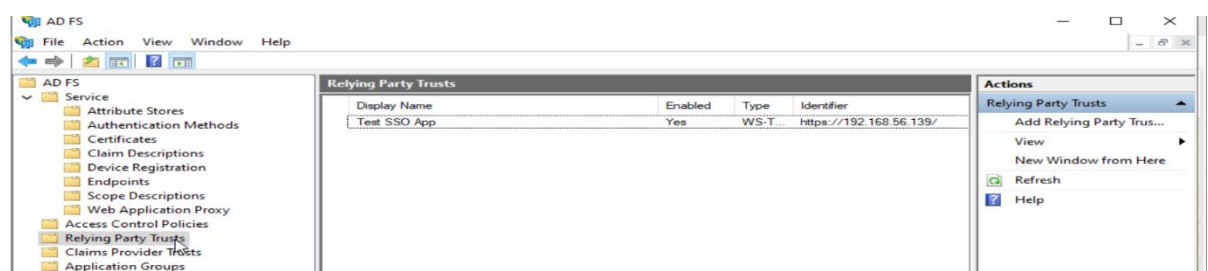 AD FS
File Action View Window Help
AD FS
Service
Attribute Stores
Authentication Methods
Certificates
Claim Descriptions
Device Registration
Endpoints
Scope Descriptions
Web Application Proxy
Access Control Policies
Relying Party Trusts
Claims Provider Trusts
Application Groups
Relying Party Trusts
Display Name Enabled Type Identifier
Test SSO App Yes WS-T... https://192.168.56.139/
Actions
Relying Party Trusts
Add Relying Party Trus...
View
New Window from Here
Refresh
Help